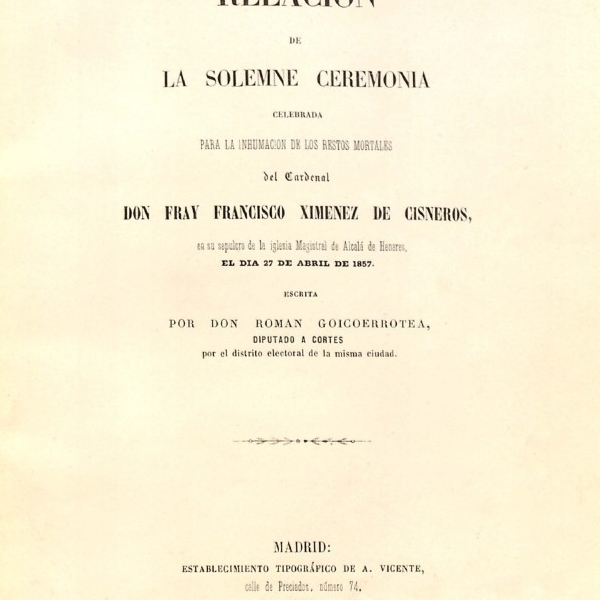 RELACION
DE
LA SOLEMNE CEREMONIA
CELEBRADA
PARA LA INHUMACION DE LOS RESTOS MORTALES
del Cardenal
DON FRAY FRANCISCO XIMENEZ DE CISNEROS,
en su sepulcro de la iglesia Magistral de Alcalá de Henares,
EL DIA 27 DE ABRIL DE 1857.
ESCRITA
POR DON ROMAN GOICOERROTEA,
DIPUTADO A CORTES
por el distrito electoral de la misma ciudad.
MADRID:
ESTABLECIMIENTO TIPOGRÁFICO DE A. VICENTE,
calle de Preciados, número 74.